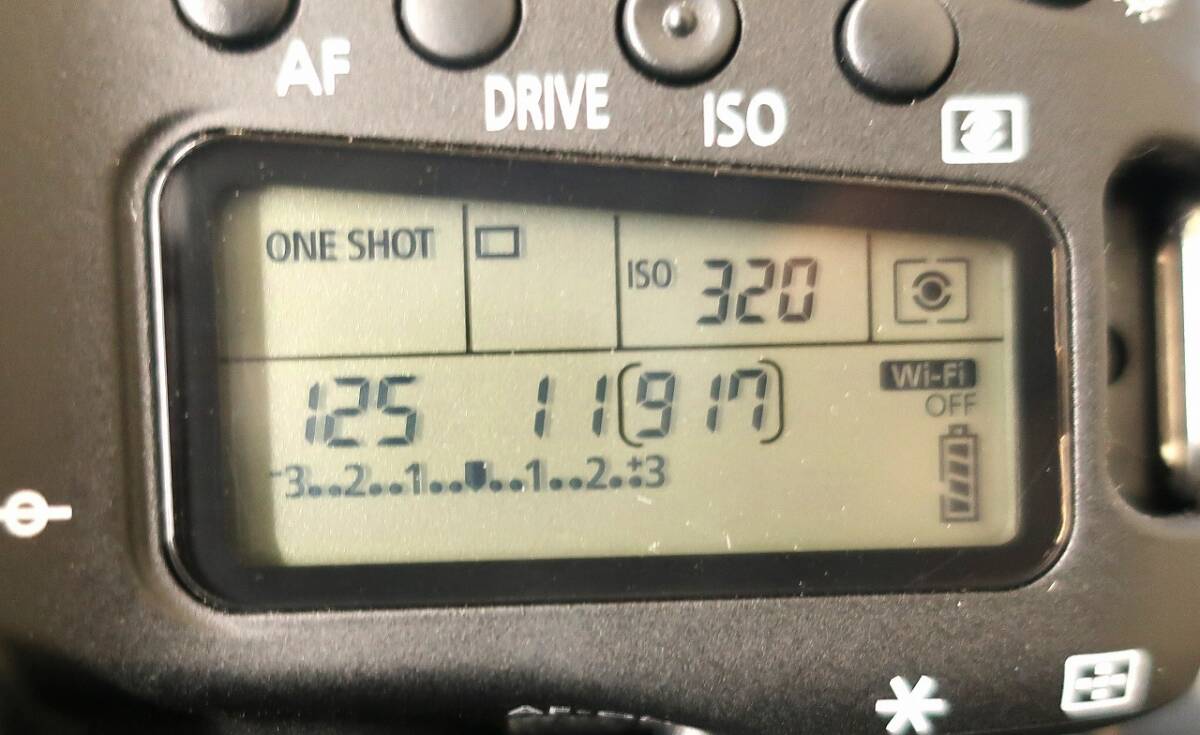 AF
DRIVE
ISO
ONE SHOT
ISO 320
125 11 [917]
Wi-Fi
OFF
-3..2..1....1..2..+3